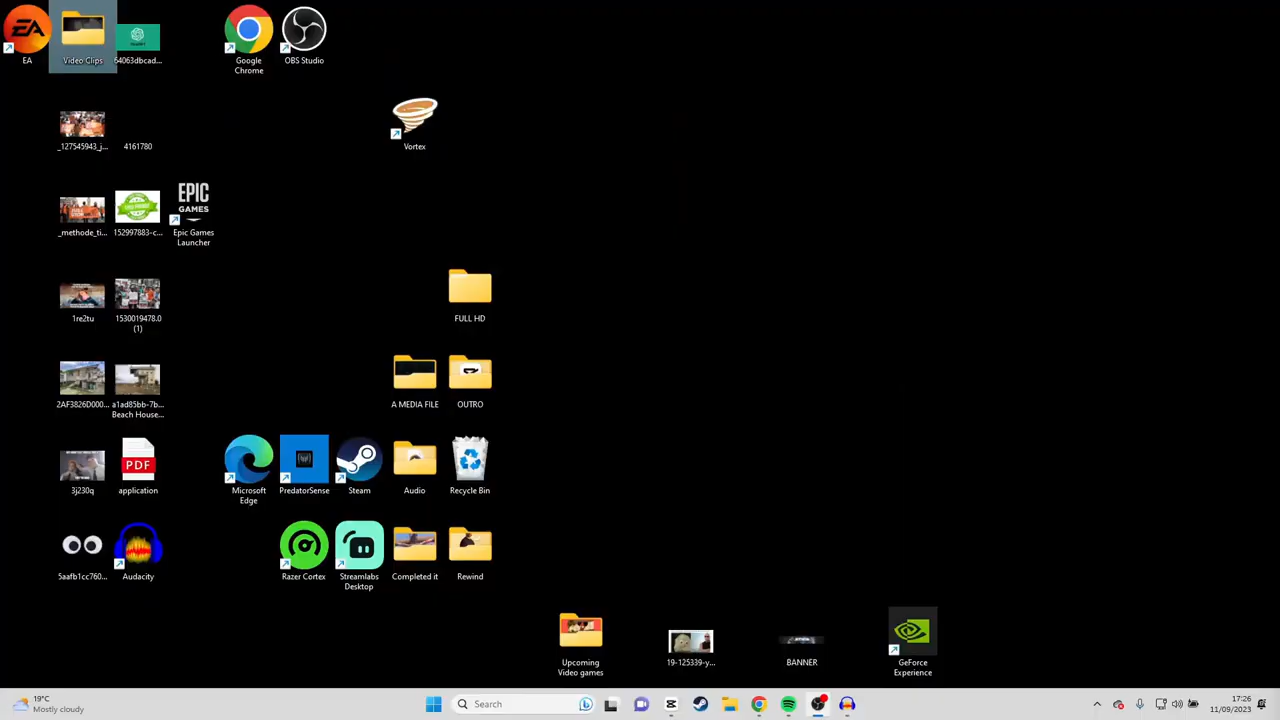 EA
Video Clips
64063dbcad...
Google
Chrome
OBS Studio
_127545943_j...
4161780
Vortex
_methode_ti...
152997883-c...
EPIC
GAMES
Epic Games
Launcher
1re2tu
1530019478.0
(1)
FULL HD
2AF3826D000...
a1ad85bb-7b...
Beach House...
A MEDIA FILE
OUTRO
3j230q
PDF
application
Microsoft
Edge
PredatorSense
Steam
Audio
Recycle Bin
5aafb1cc760...
Audacity
Razer Cortex
Streamlabs
Desktop
Completed it
Rewind
Upcoming
Video games
19-125339-y...
BANNER
GeForce
Experience
19°C
Mostly cloudy
Search
17:26
11/09/2023